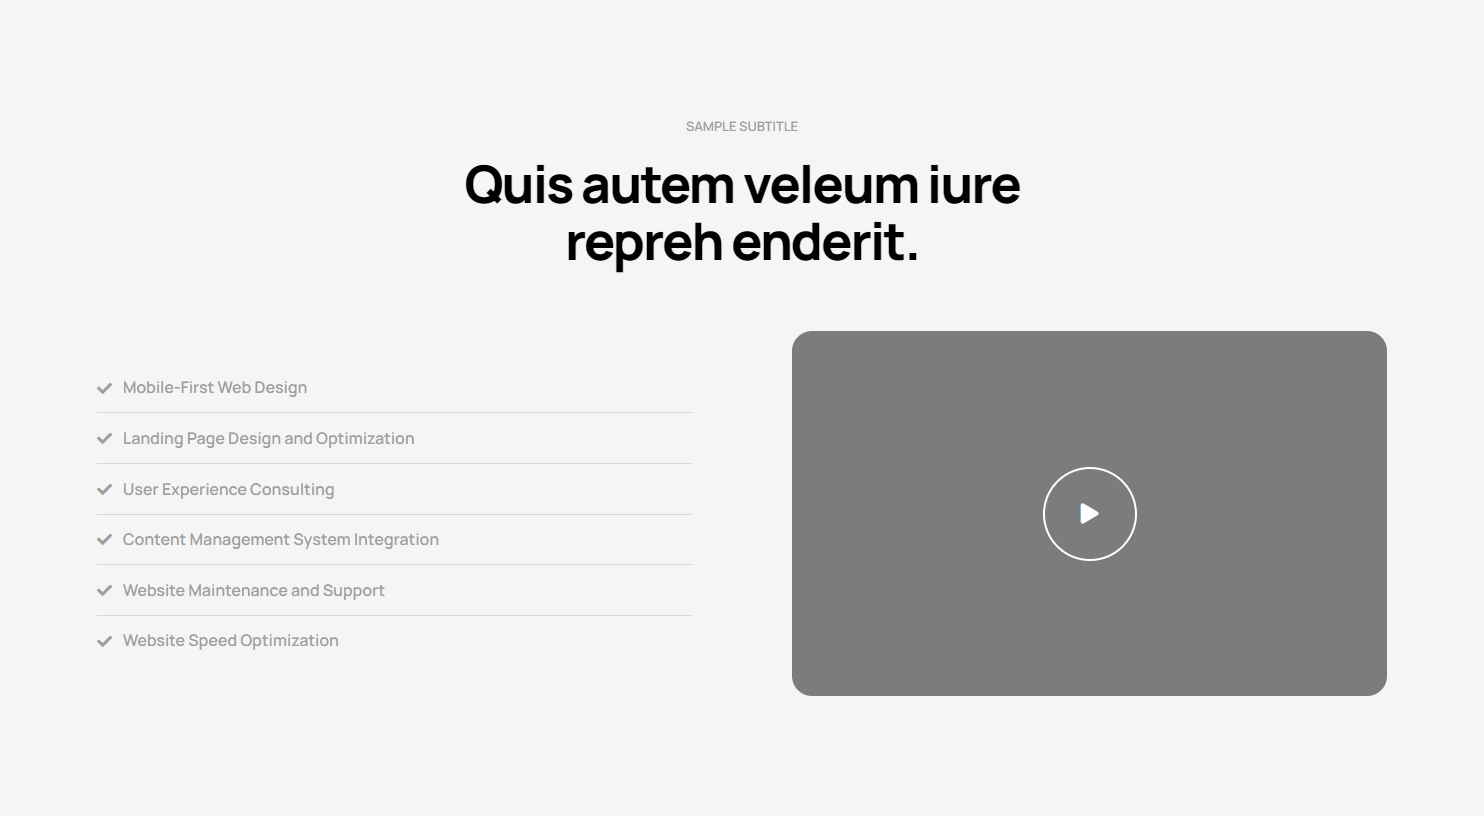 SAMPLE SUBTITLE
Quis autem veleum iure
repreh enderit.
Mobile-First Web Design
Landing Page Design and Optimization
User Experience Consulting
Content Management System Integration
Website Maintenance and Support
Website Speed Optimization